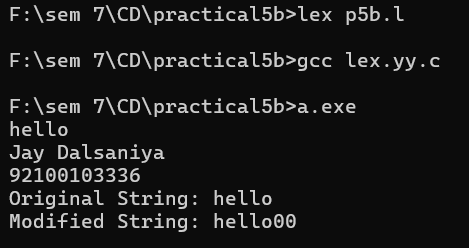 F:\sem 7\CD\practical5b>lex p5b.l
F:\sem 7\CD\practical5b>gcc lex.yy.c
F:\sem 7\CD\practical5b>a.exe
hello
Jay Dalsaniya
92100103336
Original String: hello
Modified String: hello00